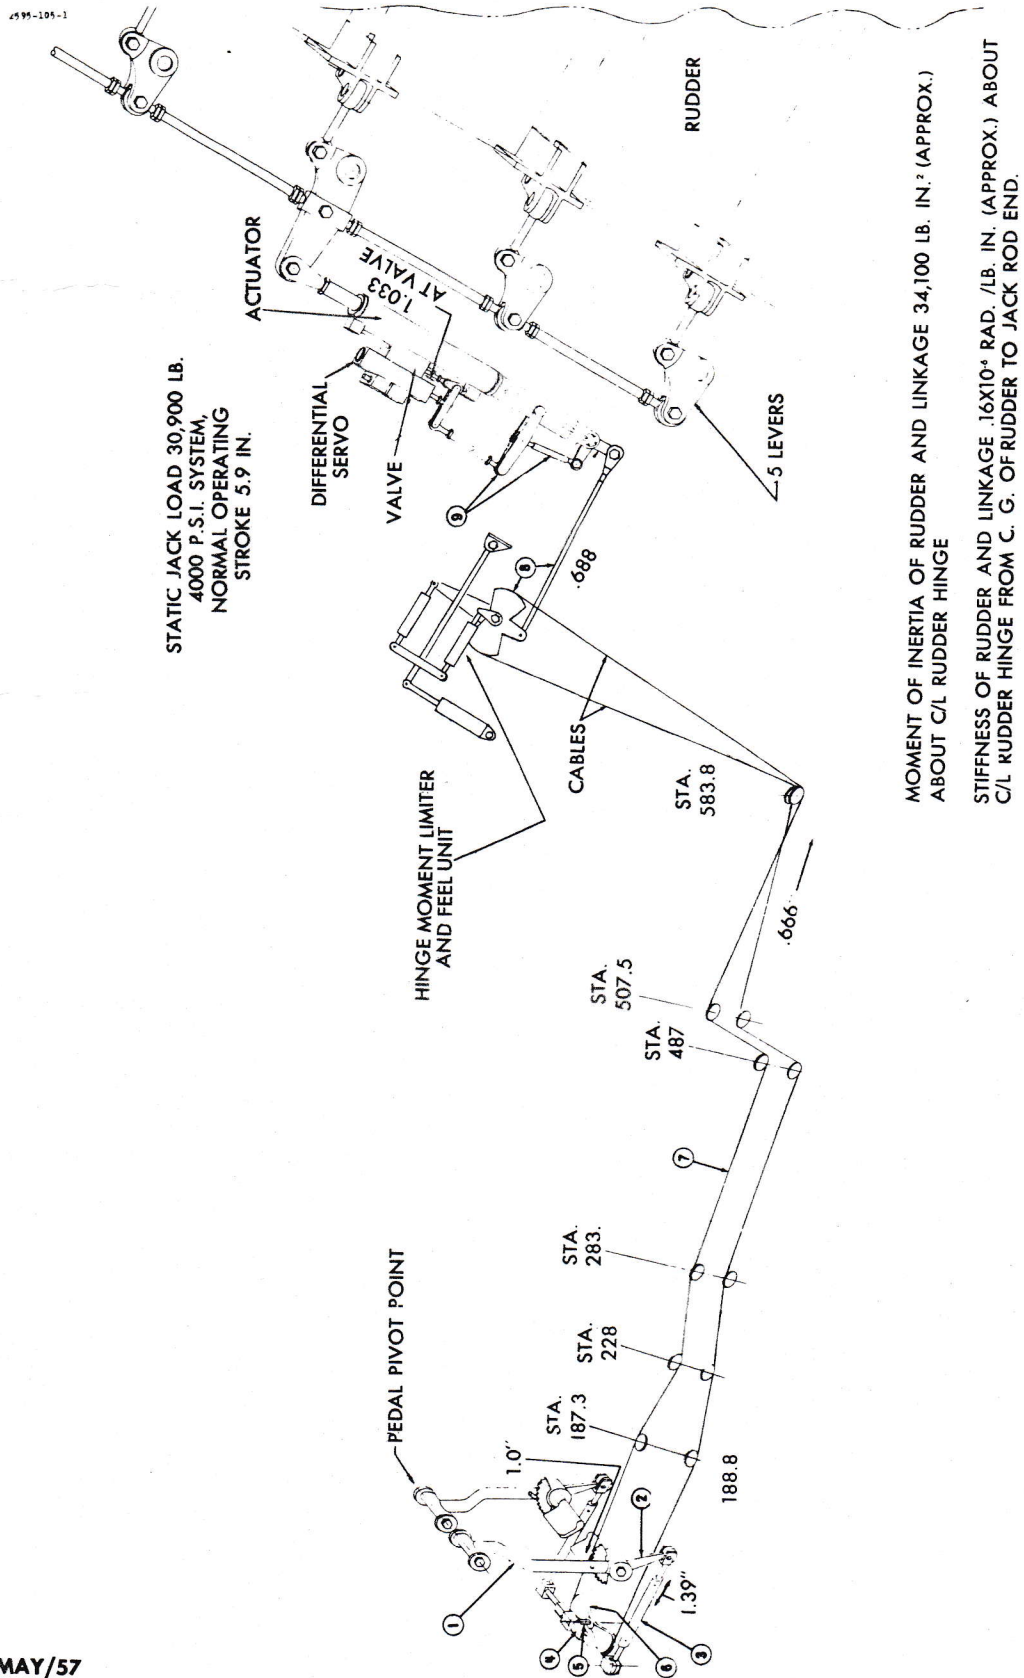 2595-105-1
STATIC JACK LOAD 30,900 LB.
4000 P.S.I. SYSTEM,
NORMAL OPERATING
STROKE 5.9 IN.
ACTUATOR
DIFFERENTIAL
SERVO
VALVE
1.033
AT VALVE
RUDDER
5 LEVERS
9
8
.688
HINGE MOMENT LIMITER
AND FEEL UNIT
CABLES
STA.
583.8
.666
STA.
507.5
STA.
487
7
STA.
283.
STA.
228
STA.
187.3
188.8
PEDAL PIVOT POINT
1.0"
1
2
1.39"
3
4
5
6
MOMENT OF INERTIA OF RUDDER AND LINKAGE 34,100 LB. IN.² (APPROX.)
ABOUT C/L RUDDER HINGE
STIFFNESS OF RUDDER AND LINKAGE .16X10⁻⁶ RAD. /LB. IN. (APPROX.) ABOUT
C/L RUDDER HINGE FROM C. G. OF RUDDER TO JACK ROD END.
MAY/57